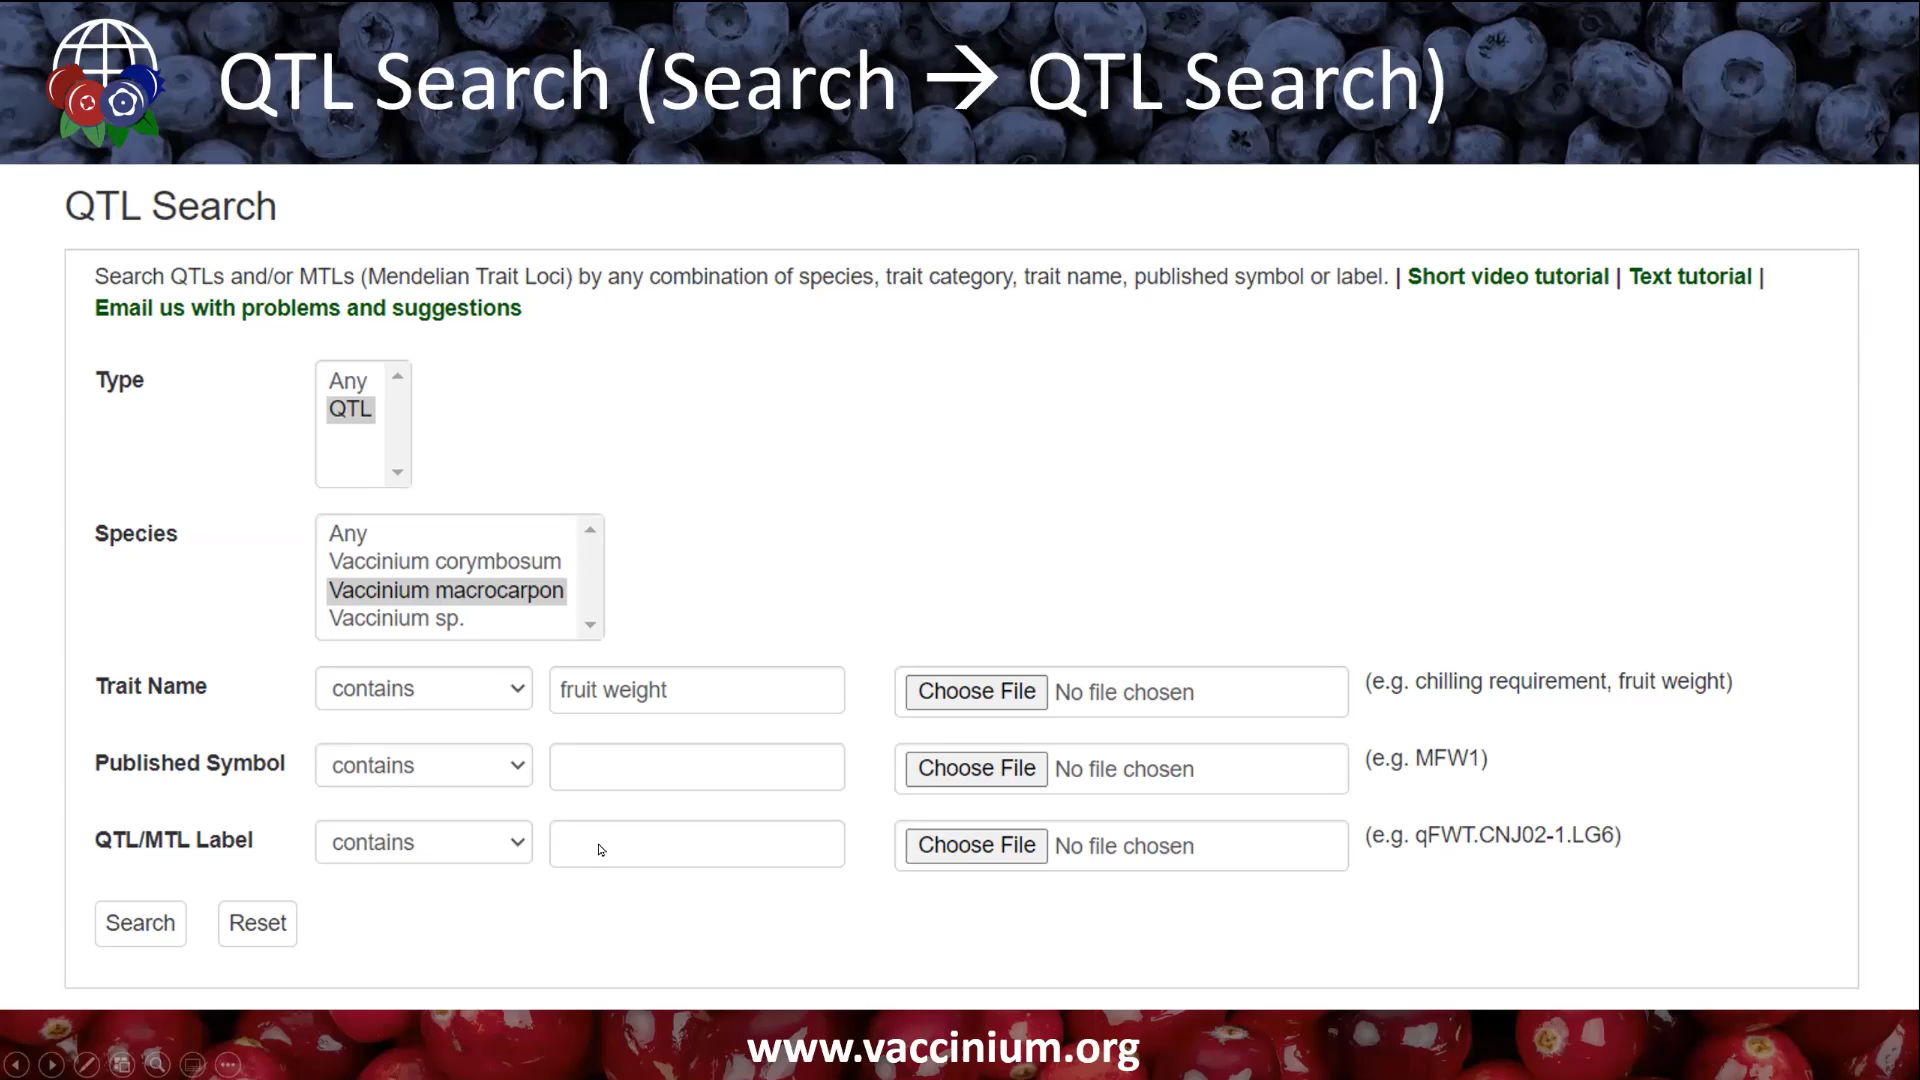 QTL Search (Search → QTL Search)
QTL Search
Search QTLs and/or MTLs (Mendelian Trait Loci) by any combination of species, trait category, trait name, published symbol or label. | Short video tutorial | Text tutorial |
Email us with problems and suggestions
Type
Any
QTL
Species
Any
Vaccinium corymbosum
Vaccinium macrocarpon
Vaccinium sp.
Trait Name contains fruit weight Choose File No file chosen (e.g. chilling requirement, fruit weight)
Published Symbol contains Choose File No file chosen (e.g. MFW1)
QTL/MTL Label contains Choose File No file chosen (e.g. qFWT.CNJ02-1.LG6)
Search Reset
www.vaccinium.org